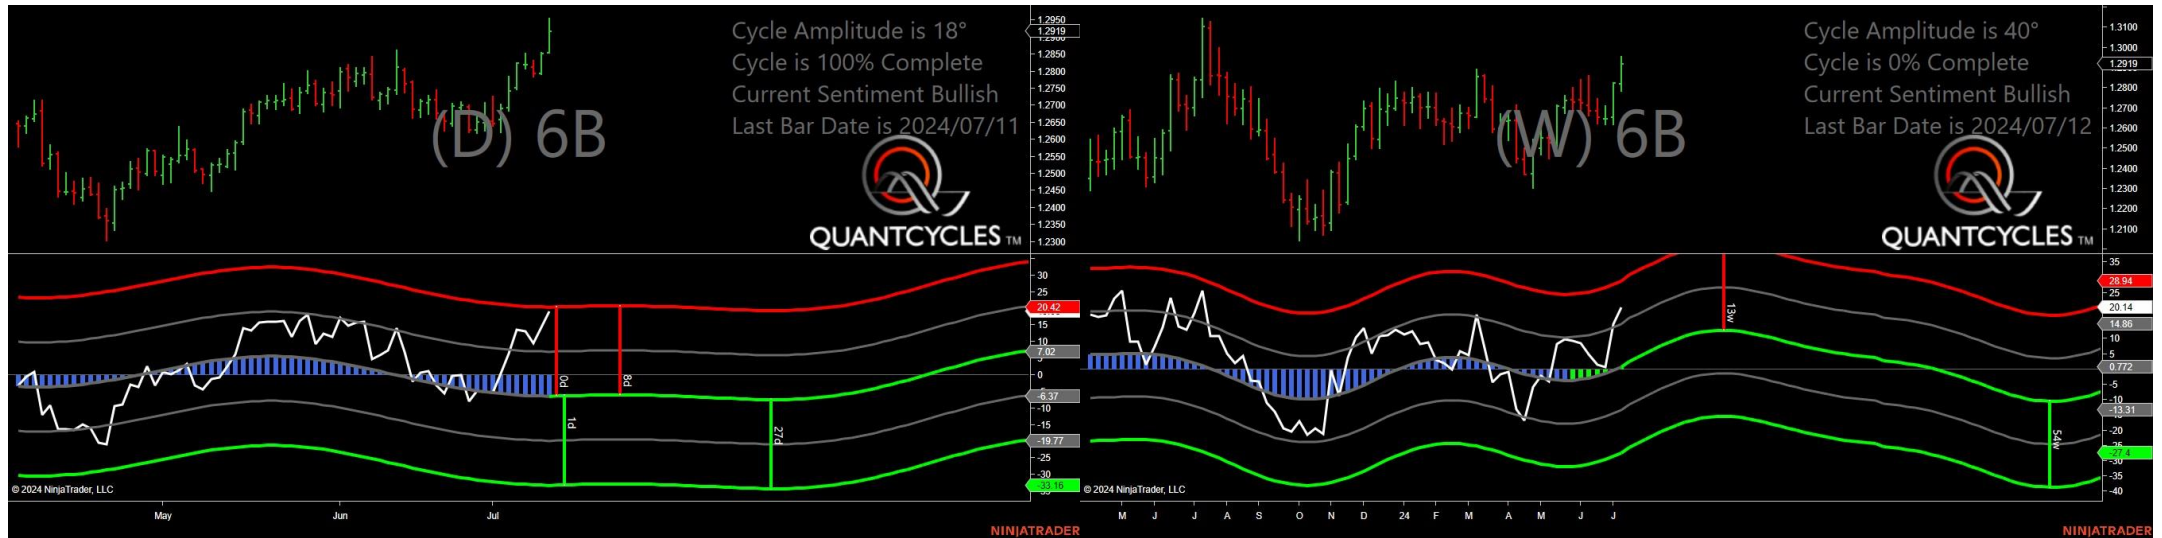 Cycle Amplitude is 18°
Cycle is 100% Complete
Current Sentiment Bullish
Last Bar Date is 2024/07/11
(D) 6B
QUANTCYCLES TM
1.2950
1.2919
1.2850
1.2800
1.2750
1.2700
1.2650
1.2600
1.2550
1.2500
1.2450
1.2400
1.2350
1.2300
30
25
20.42
15
10
7.02
0
-6.37
-10
-15
-19.77
-25
-30
-33.16
0d
8d
1d
27d
© 2024 NinjaTrader, LLC
May Jun Jul
NINJATRADER
Cycle Amplitude is 40°
Cycle is 0% Complete
Current Sentiment Bullish
Last Bar Date is 2024/07/12
(W) 6B
QUANTCYCLES TM
1.3100
1.3000
1.2919
1.2800
1.2700
1.2600
1.2500
1.2400
1.2300
1.2200
1.2100
35
28.94
25
20.14
14.86
10
5
0.772
-5
-10
-13.31
-20
-25
-27.4
-30
-35
-40
13w
54w
© 2024 NinjaTrader, LLC
M J J A S O N D 24 F M A M J J
NINJATRADER